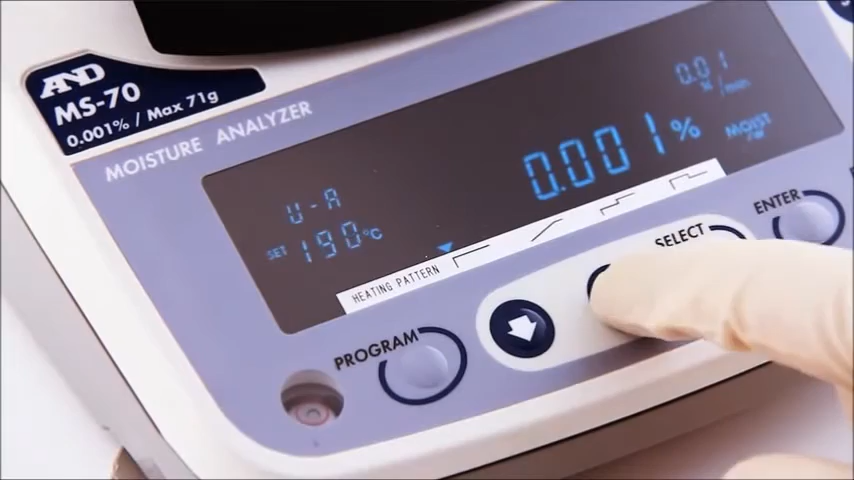 AND
MS-70
0.001% / Max 71g
MOISTURE ANALYZER
U-A
SET 190°C
0.001%
0.01
%/min
MOIST
/W
HEATING PATTERN
PROGRAM
SELECT
ENTER